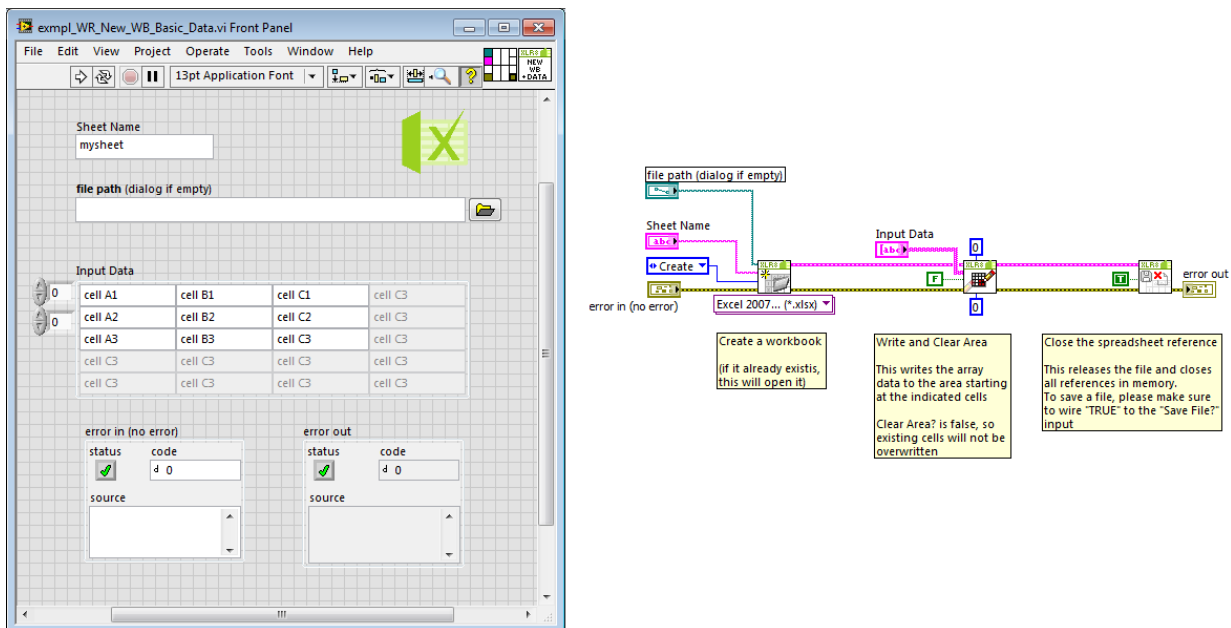 exmpl_WR_New_WB_Basic_Data.vi Front Panel
File Edit View Project Operate Tools Window Help
13pt Application Font
XLR8
NEW
WB
+DATA
Sheet Name
mysheet
X
file path (dialog if empty)
Input Data
0
0
cell A1 cell B1 cell C1 cell C3
cell A2 cell B2 cell C2 cell C3
cell A3 cell B3 cell C3 cell C3
cell C3 cell C3 cell C3 cell C3
cell C3 cell C3 cell C3 cell C3
error in (no error)
status code
d 0
source
error out
status code
d 0
source
file path (dialog if empty)
Sheet Name
abc
Create
error in (no error)
XLR8
Excel 2007... (*.xlsx)
Input Data
abc
0
F
XLR8
0
T
XLR8
error out
Create a workbook
(if it already existis,
this will open it)
Write and Clear Area
This writes the array
data to the area starting
at the indicated cells
Clear Area? is false, so
existing cells will not be
overwritten
Close the spreadsheet reference
This releases the file and closes
all references in memory.
To save a file, please make sure
to wire "TRUE" to the "Save File?"
input